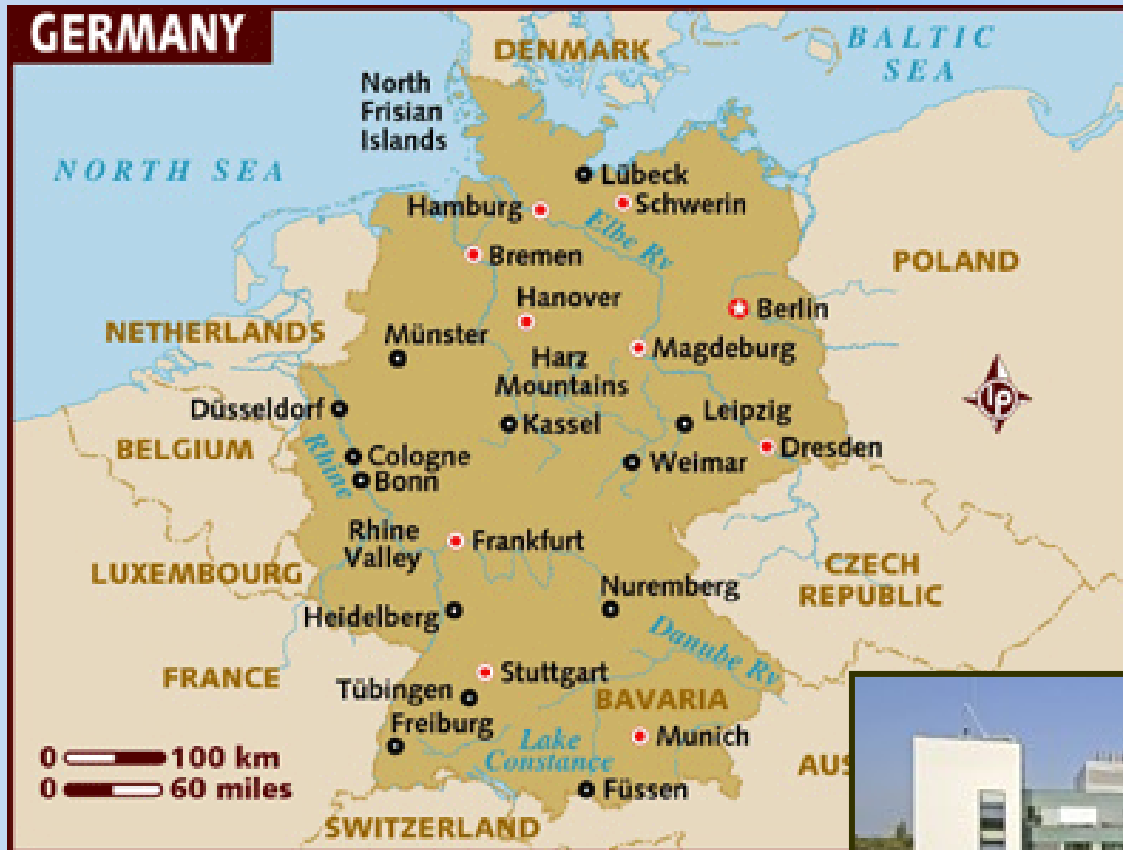 GERMANY
DENMARK
BALTIC
SEA
North
Frisian
Islands
NORTH SEA
Lübeck
Hamburg
Schwerin
Elbe Rv
Bremen
POLAND
Hanover
Berlin
NETHERLANDS
Münster
Magdeburg
Harz
Mountains
Düsseldorf
Kassel
Leipzig
BELGIUM
Rhine
Cologne
Weimar
Dresden
Bonn
LP
Rhine
Valley
Frankfurt
LUXEMBOURG
CZECH
REPUBLIC
Nuremberg
Heidelberg
Danube Rv
FRANCE
Stuttgart
Tübingen
BAVARIA
Freiburg
Munich
Lake
Constance
AUS
0 100 km
0 60 miles
Füssen
SWITZERLAND